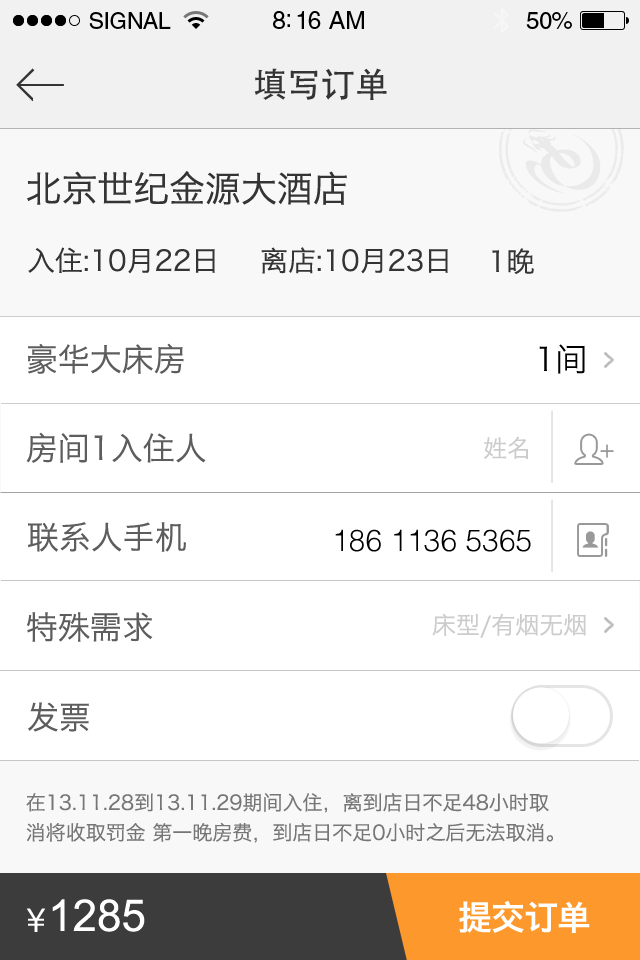 SIGNAL 8:16 AM 50%
填写订单
北京世纪金源大酒店
入住:10月22日 离店:10月23日 1晚
豪华大床房 1间
房间1入住人 姓名
联系人手机 186 1136 5365
特殊需求 床型/有烟无烟
发票
在13.11.28到13.11.29期间入住，离到店日不足48小时取
消将收取罚金 第一晚房费，到店日不足0小时之后无法取消。
¥1285 提交订单